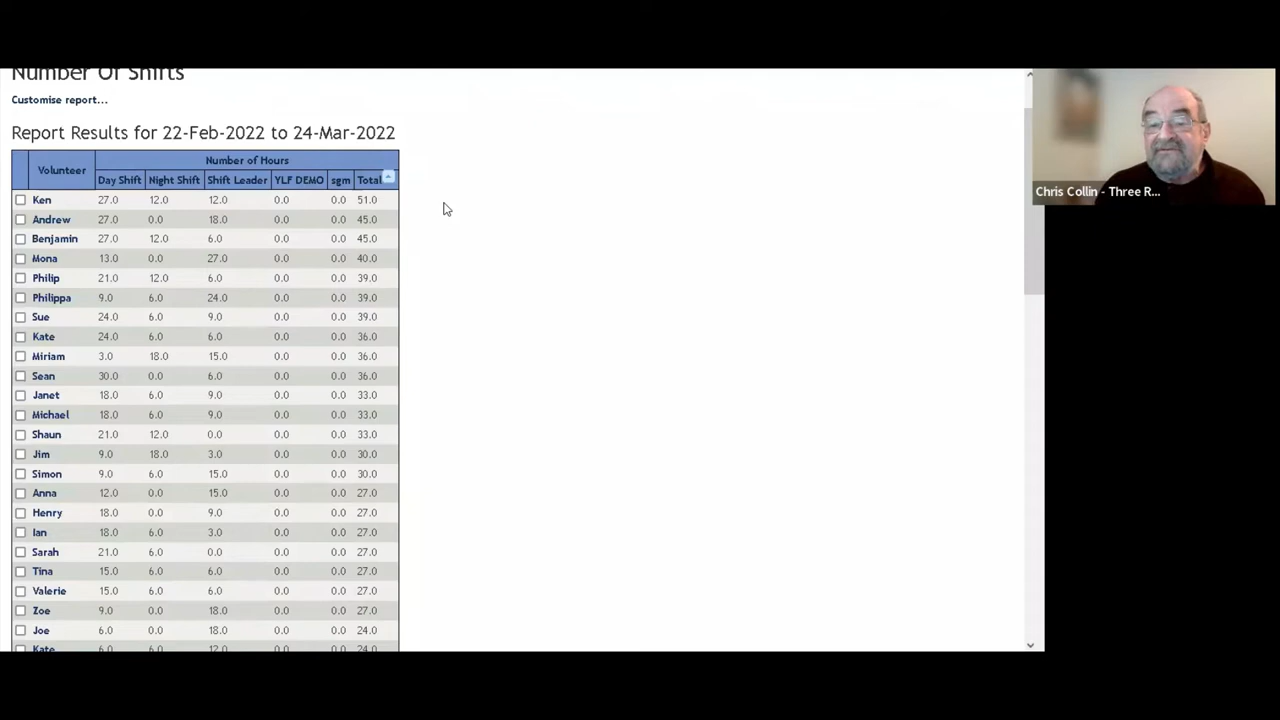 Number Of Shifts
Customise report...
Report Results for 22-Feb-2022 to 24-Mar-2022
Volunteer Number of Hours
Day Shift Night Shift Shift Leader YLF DEMO sgm Total
Ken 27.0 12.0 12.0 0.0 0.0 51.0
Andrew 27.0 0.0 18.0 0.0 0.0 45.0
Benjamin 27.0 12.0 6.0 0.0 0.0 45.0
Mona 13.0 0.0 27.0 0.0 0.0 40.0
Philip 21.0 12.0 6.0 0.0 0.0 39.0
Philippa 9.0 6.0 24.0 0.0 0.0 39.0
Sue 24.0 6.0 9.0 0.0 0.0 39.0
Kate 24.0 6.0 6.0 0.0 0.0 36.0
Miriam 3.0 18.0 15.0 0.0 0.0 36.0
Sean 30.0 0.0 6.0 0.0 0.0 36.0
Janet 18.0 6.0 9.0 0.0 0.0 33.0
Michael 18.0 6.0 9.0 0.0 0.0 33.0
Shaun 21.0 12.0 0.0 0.0 0.0 33.0
Jim 9.0 18.0 3.0 0.0 0.0 30.0
Simon 9.0 6.0 15.0 0.0 0.0 30.0
Anna 12.0 0.0 15.0 0.0 0.0 27.0
Henry 18.0 0.0 9.0 0.0 0.0 27.0
Ian 18.0 6.0 3.0 0.0 0.0 27.0
Sarah 21.0 6.0 0.0 0.0 0.0 27.0
Tina 15.0 6.0 6.0 0.0 0.0 27.0
Valerie 15.0 6.0 6.0 0.0 0.0 27.0
Zoe 9.0 0.0 18.0 0.0 0.0 27.0
Joe 6.0 0.0 18.0 0.0 0.0 24.0
Kate 6.0 6.0 12.0 0.0 0.0 24.0
Chris Collin - Three R...